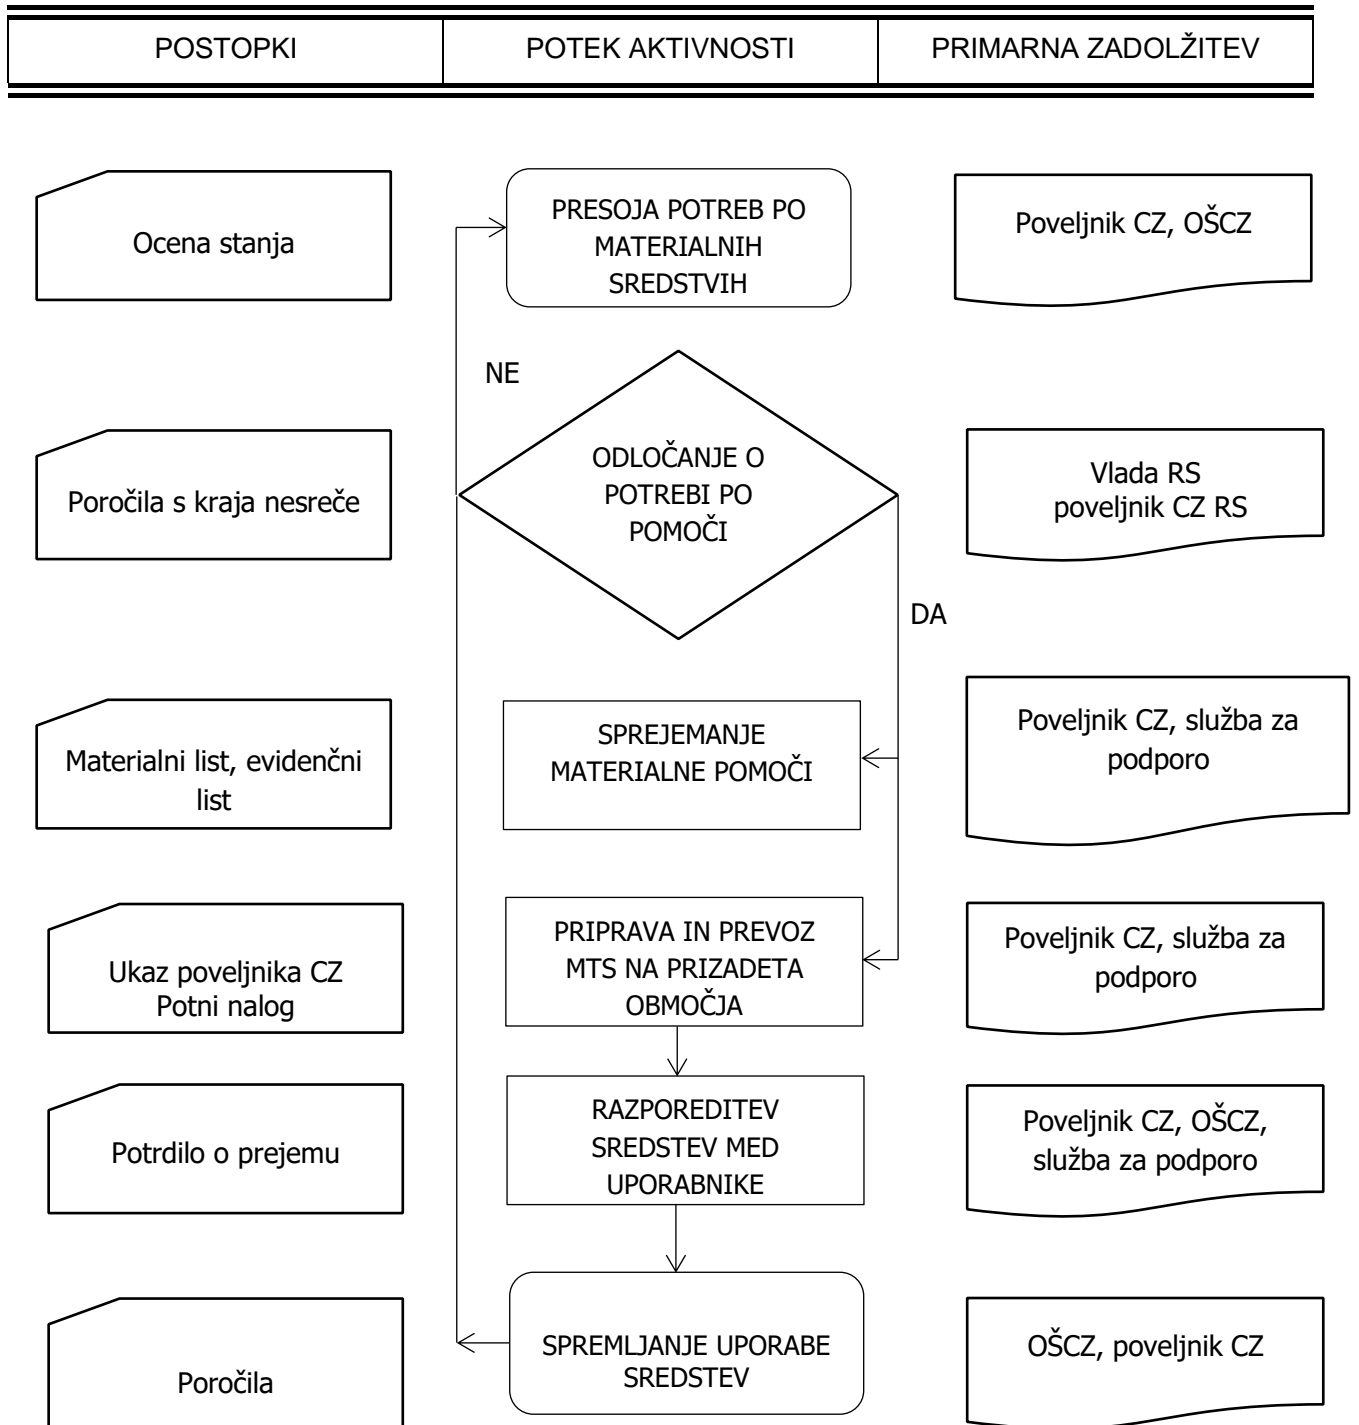 POSTOPKI
POTEK AKTIVNOSTI
PRIMARNA ZADOLŽITEV
Ocena stanja
PRESOJA POTREB PO
MATERIALNIH
SREDSTVIH
Poveljnik CZ, OŠCZ
NE
Poročila s kraja nesreče
ODLOČANJE O
POTREBI PO
POMOČI
Vlada RS
poveljnik CZ RS
DA
Materialni list, evidenčni
list
SPREJEMANJE
MATERIALNE POMOČI
Poveljnik CZ, služba za
podporo
Ukaz poveljnika CZ
Potni nalog
PRIPRAVA IN PREVOZ
MTS NA PRIZADETA
OBMOČJA
Poveljnik CZ, služba za
podporo
Potrdilo o prejemu
RAZPOREDITEV
SREDSTEV MED
UPORABNIKE
Poveljnik CZ, OŠCZ,
služba za podporo
Poročila
SPREMLJANJE UPORABE
SREDSTEV
OŠCZ, poveljnik CZ